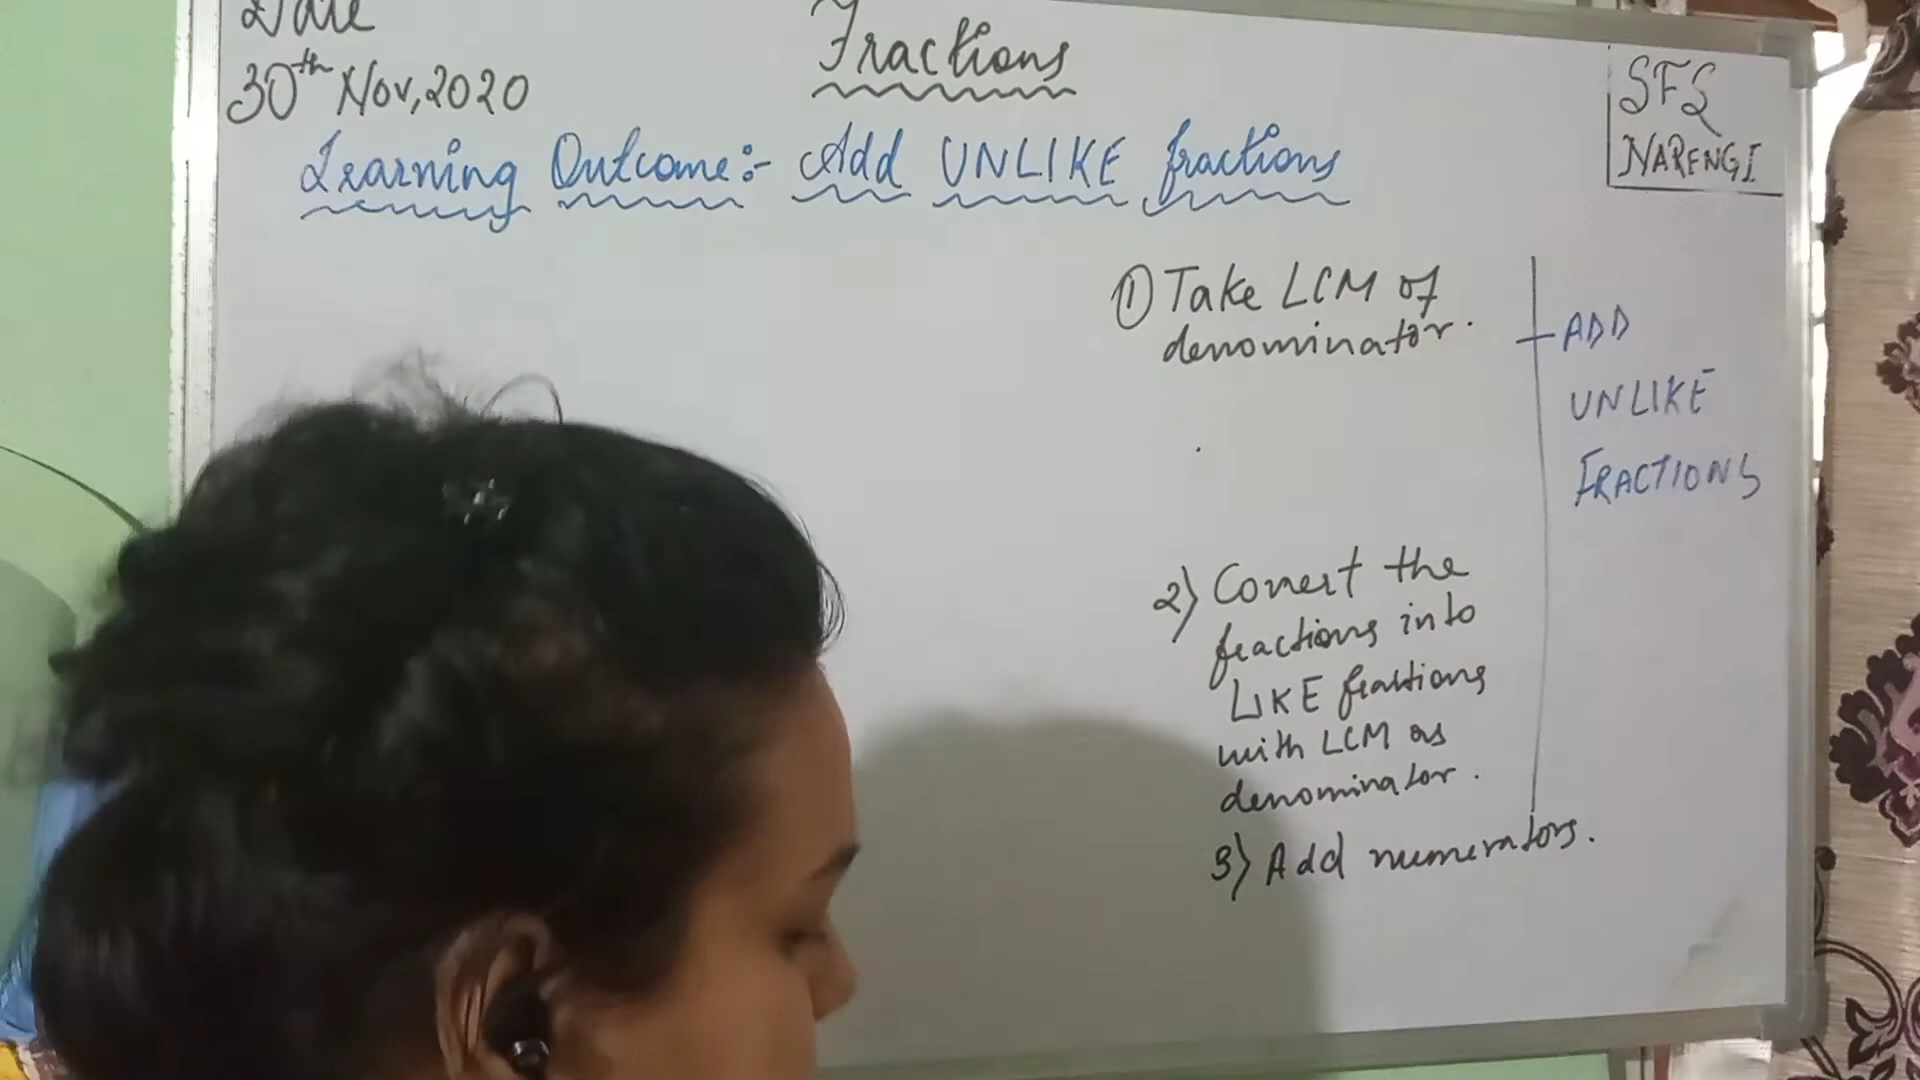 Date
30th Nov, 2020
Fractions
SFS
NARENGI
Learning Outcome:- Add UNLIKE fractions
① Take LCM of
denominator.
ADD
UNLIKE
FRACTIONS
2) Convert the
fractions into
LIKE fractions
with LCM as
denominator.
3) Add numerators.